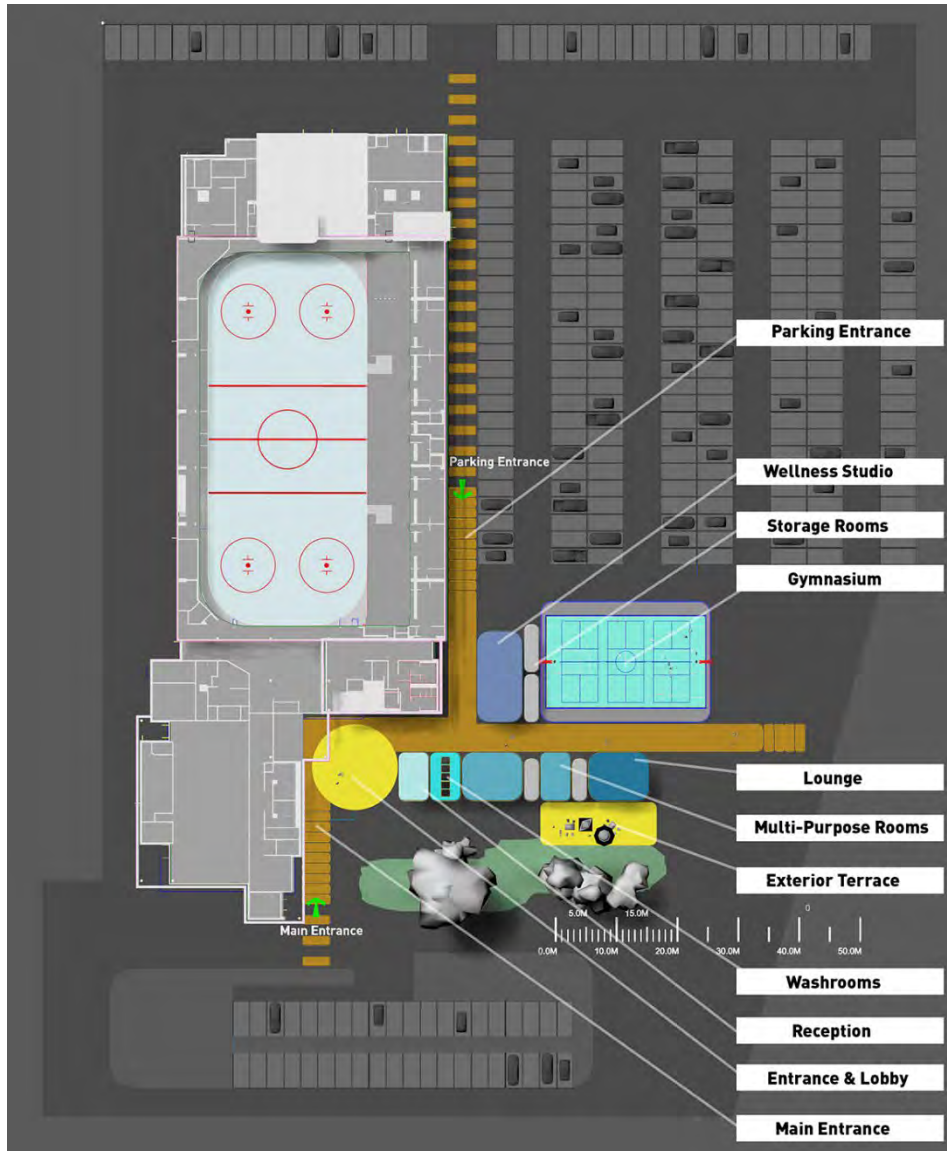 Parking Entrance
Wellness Studio
Parking Entrance
Storage Rooms
Gymnasium
Lounge
Multi-Purpose Rooms
Exterior Terrace
0
5.0M 15.0M
Main Entrance
0.0M 10.0M 20.0M 30.0M 40.0M 50.0M
Washrooms
Reception
Entrance & Lobby
Main Entrance